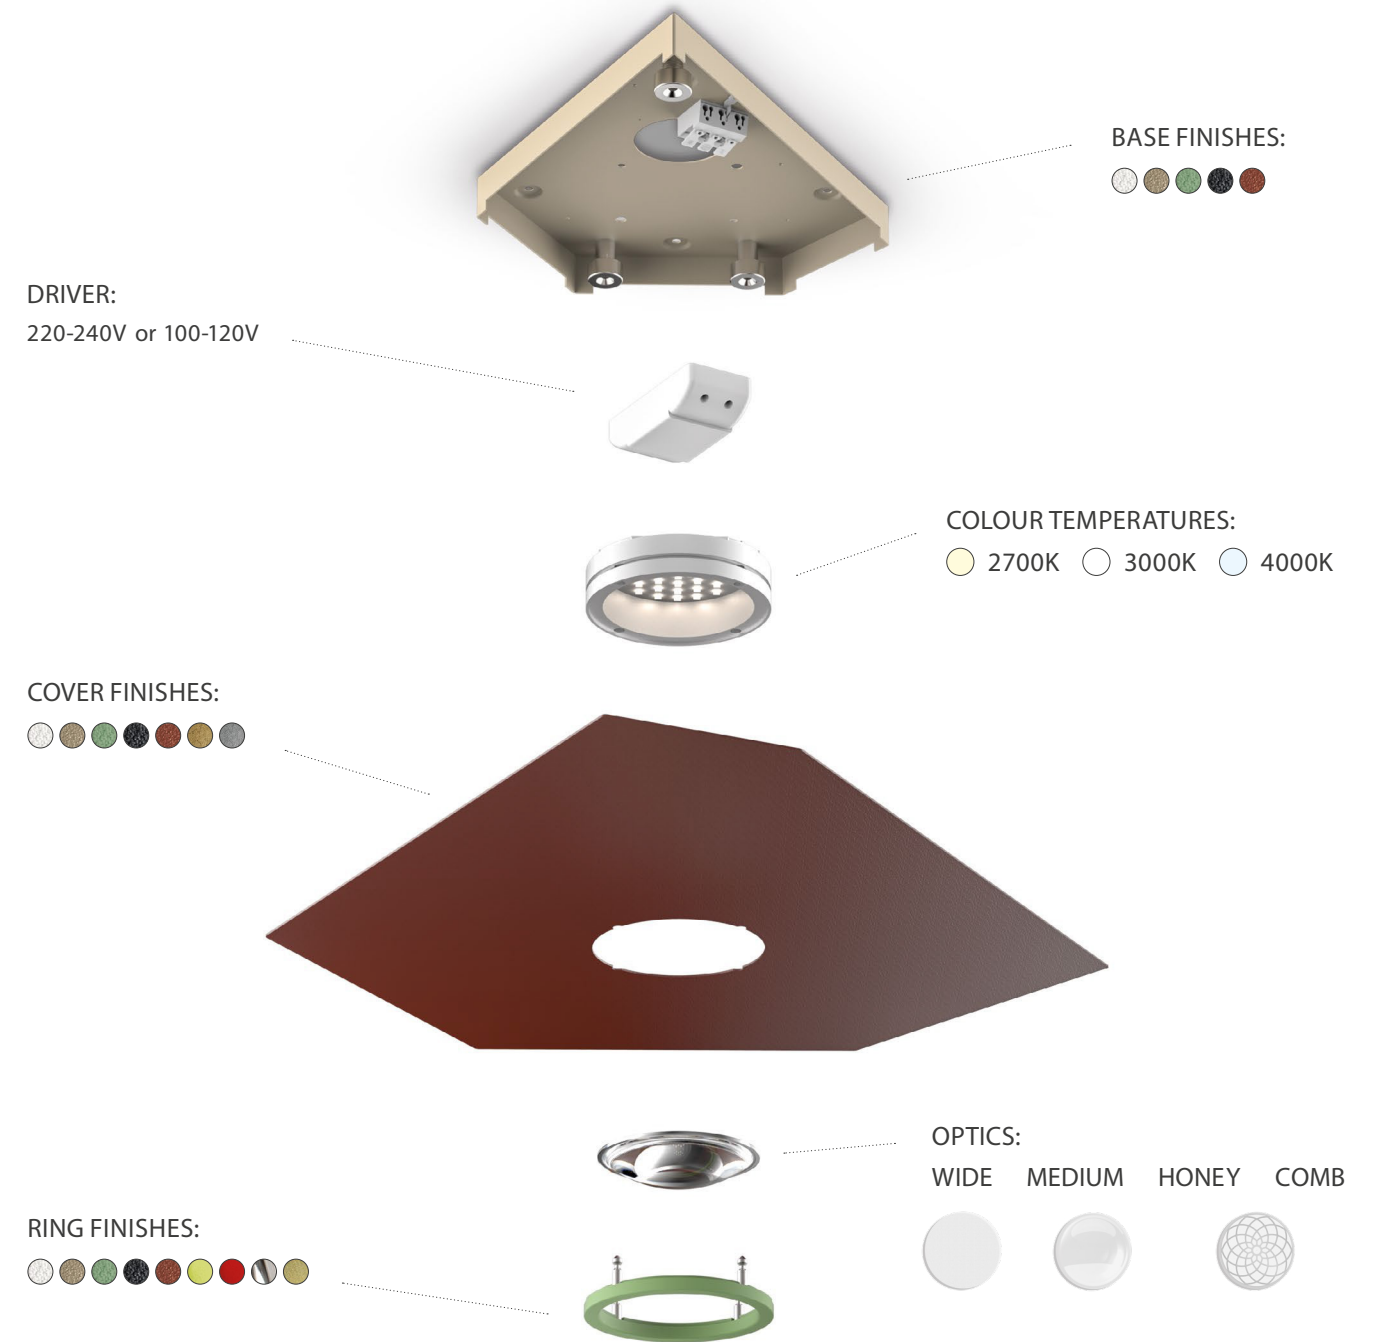 BASE FINISHES:
DRIVER:
220-240V or 100-120V
COLOUR TEMPERATURES:
2700K 3000K 4000K
COVER FINISHES:
OPTICS:
WIDE MEDIUM HONEY COMB
RING FINISHES: